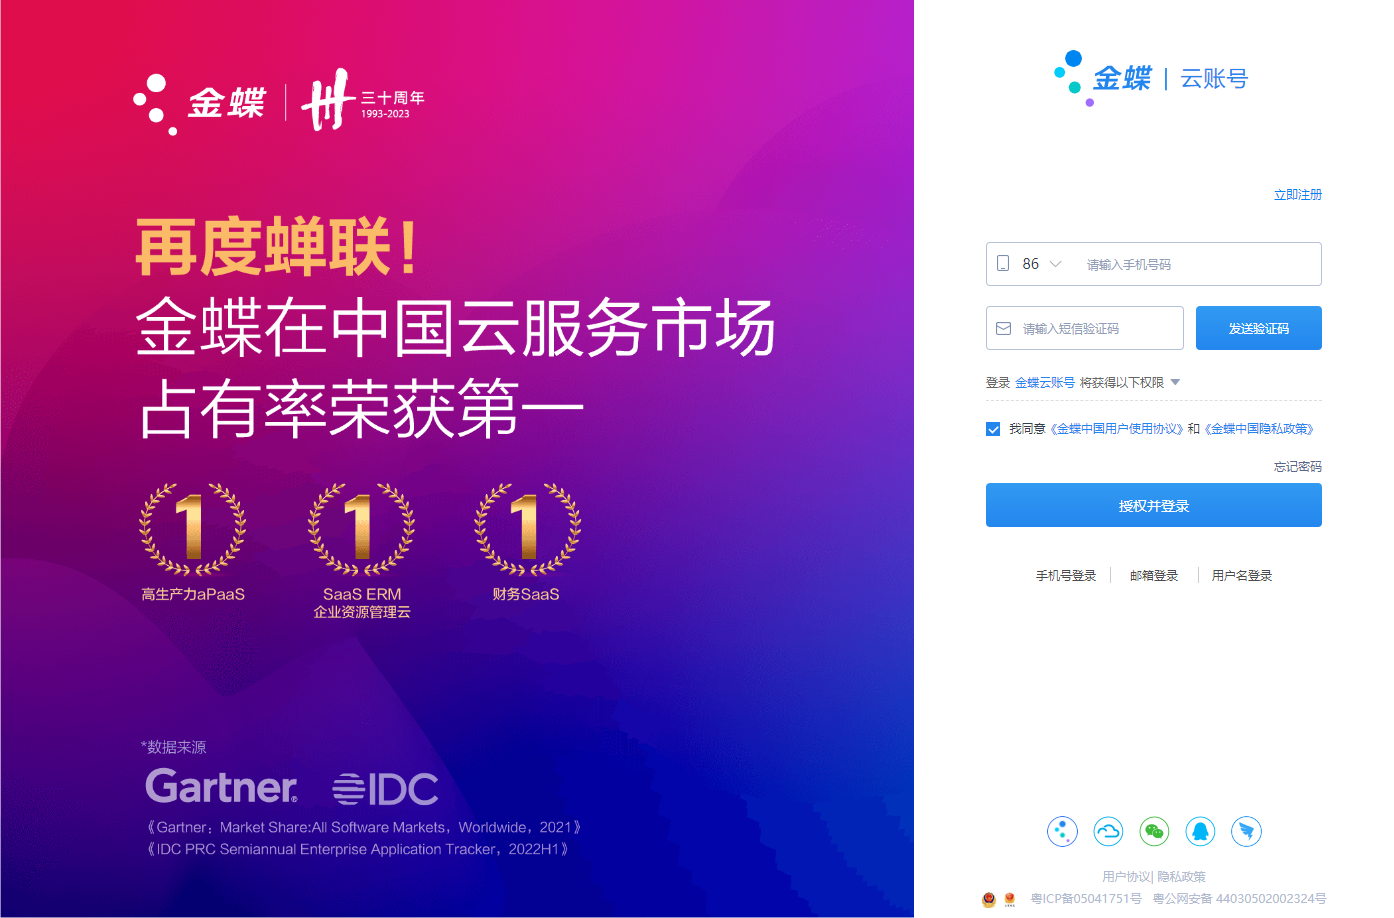 金蝶 三十周年
1993-2023
再度蝉联！
金蝶在中国云服务市场
占有率荣获第一
1 1 1
高生产力aPaaS SaaS ERM 财务SaaS
企业资源管理云
*数据来源
Gartner® IDC
《Gartner：Market Share:All Software Markets，Worldwide，2021》
《IDC PRC Semiannual Enterprise Application Tracker，2022H1》
金蝶 | 云账号
立即注册
86 请输入手机号码
请输入短信验证码 发送验证码
登录 金蝶云账号 将获得以下权限
我同意《金蝶中国用户使用协议》和《金蝶中国隐私政策》
忘记密码
授权并登录
手机号登录 邮箱登录 用户名登录
用户协议| 隐私政策
粤ICP备05041751号 粤公网安备 44030502002324号